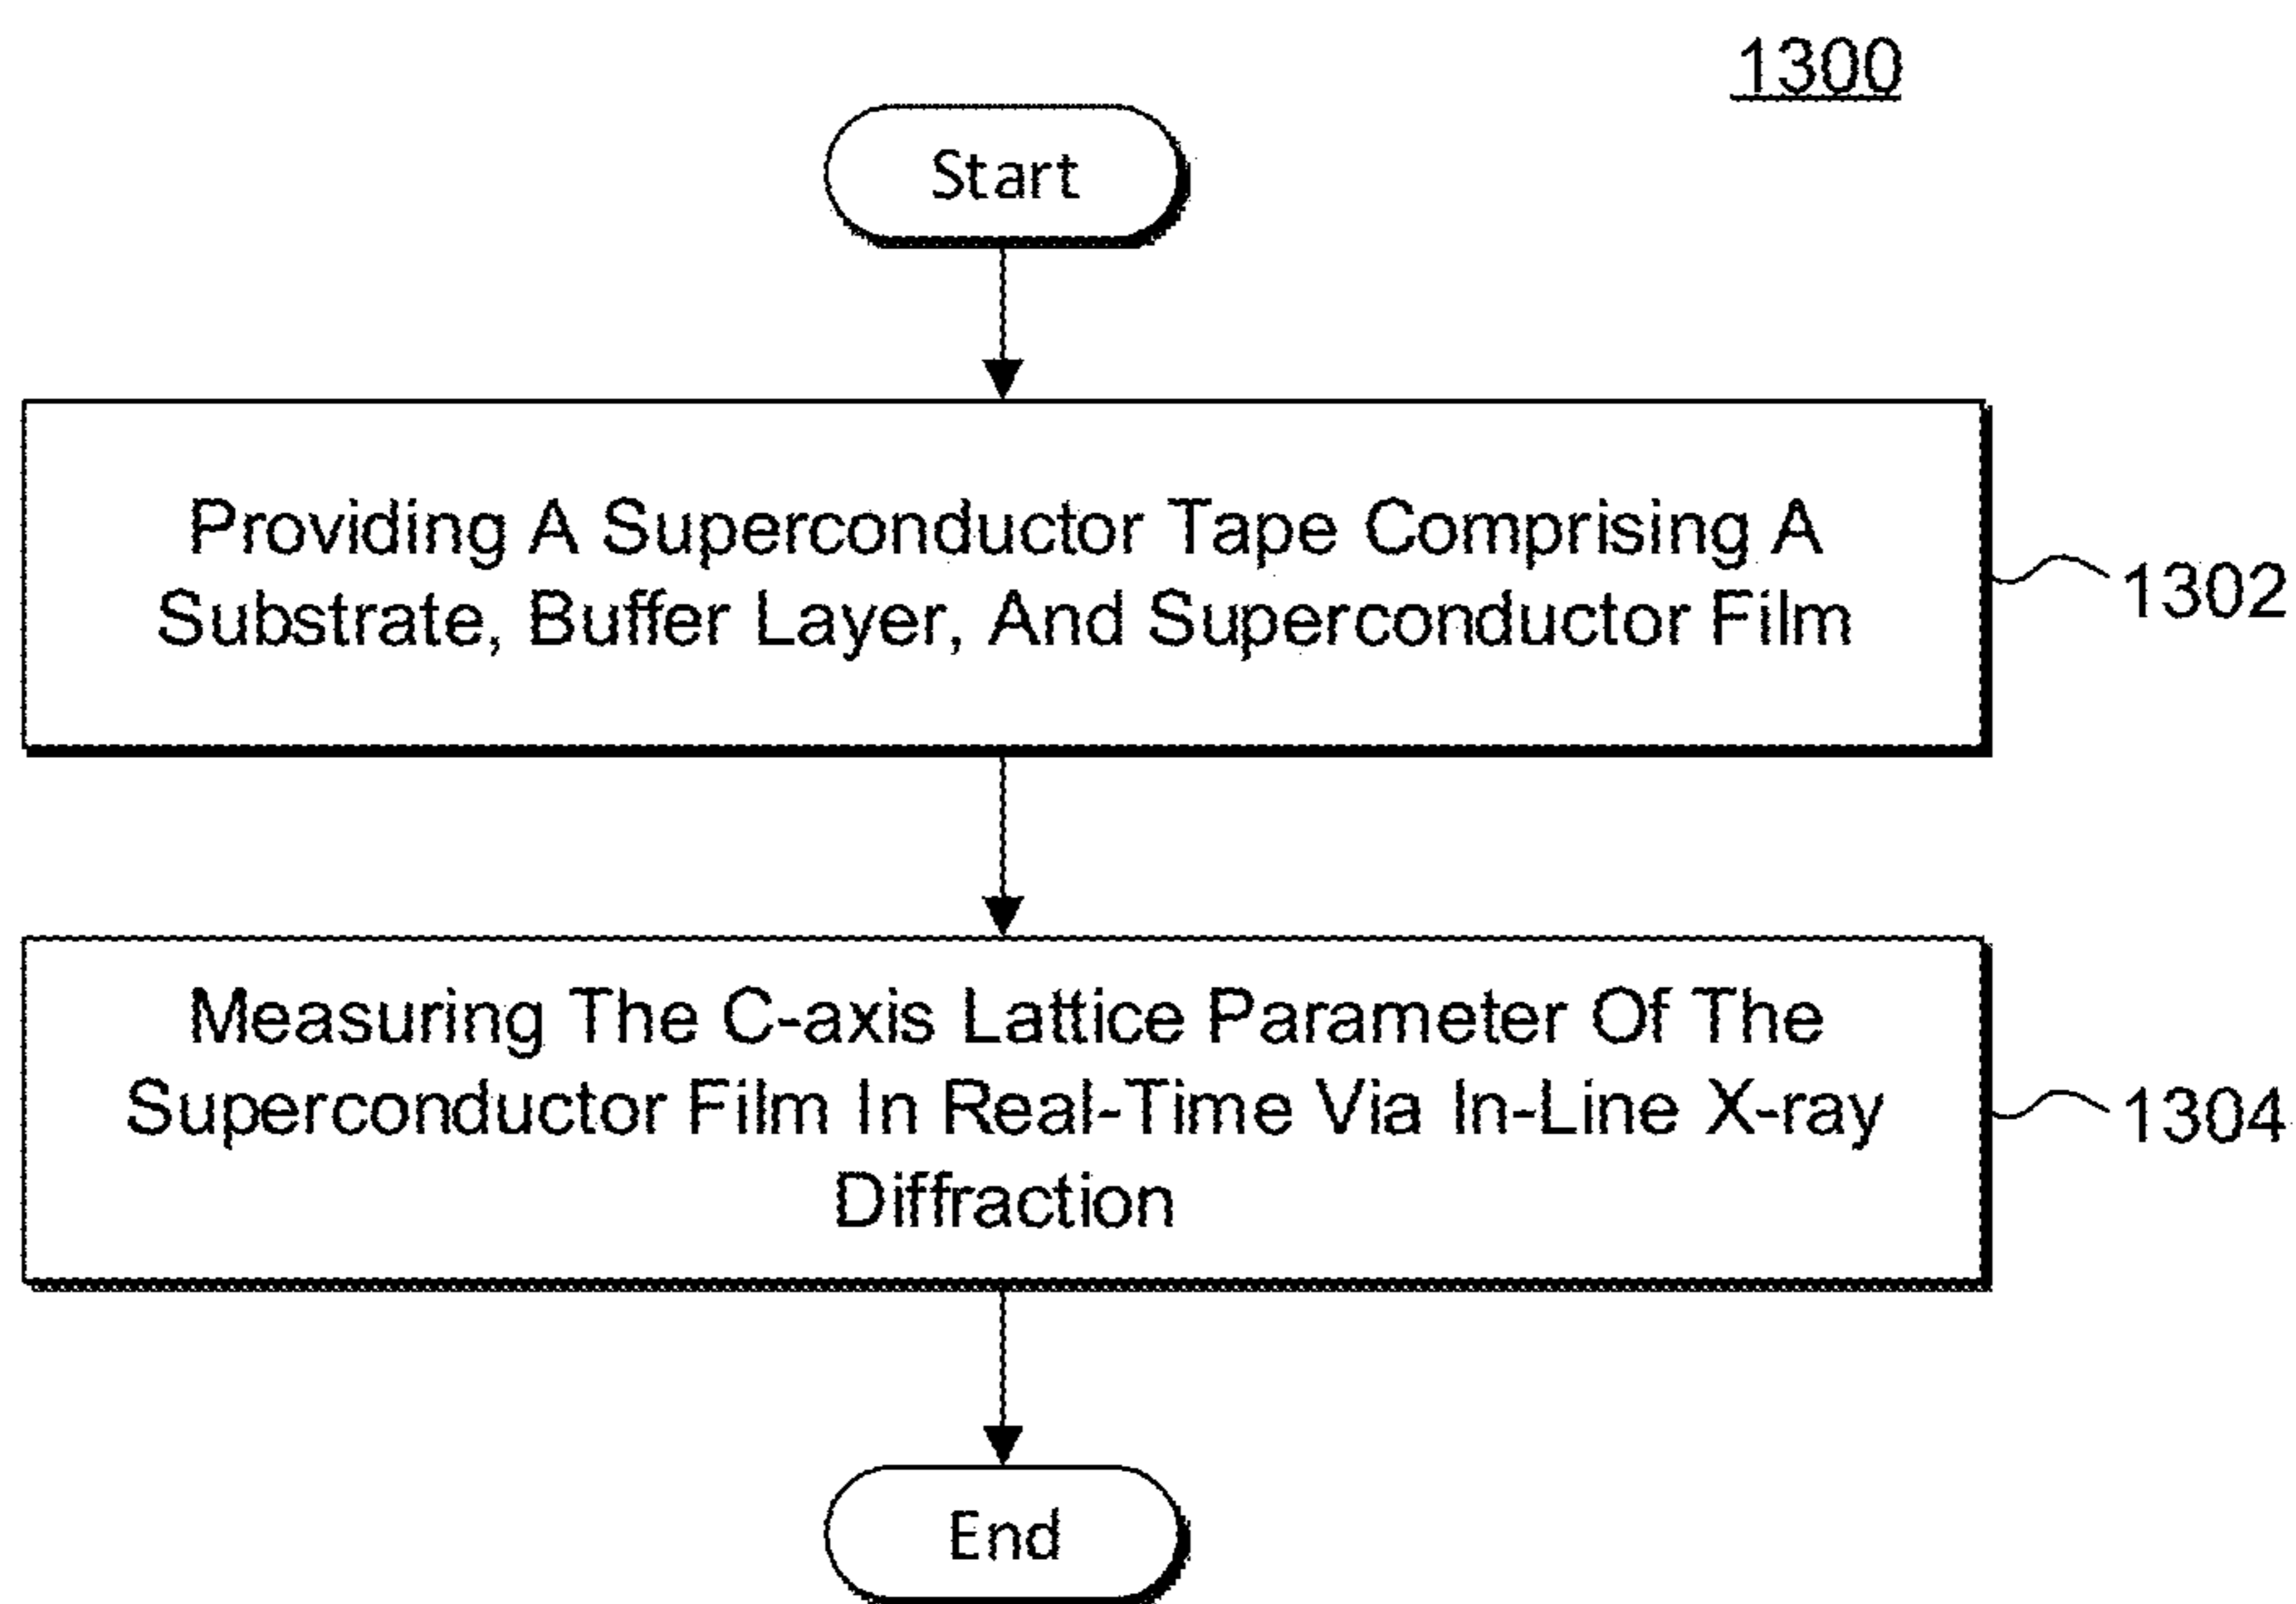 1300
Start
Providing A Superconductor Tape Comprising A
Substrate, Buffer Layer, And Superconductor Film
1302
Measuring The C-axis Lattice Parameter Of The
Superconductor Film In Real-Time Via In-Line X-ray
Diffraction
1304
End